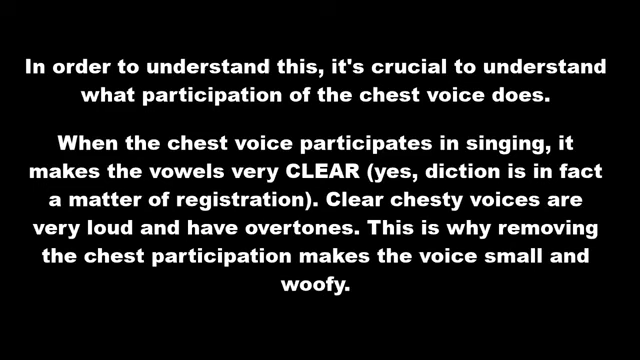 In order to understand this, it's crucial to understand
what participation of the chest voice does.
When the chest voice participates in singing, it
makes the vowels very CLEAR (yes, diction is in fact
a matter of registration). Clear chesty voices are
very loud and have overtones. This is why removing
the chest participation makes the voice small and
woofy.